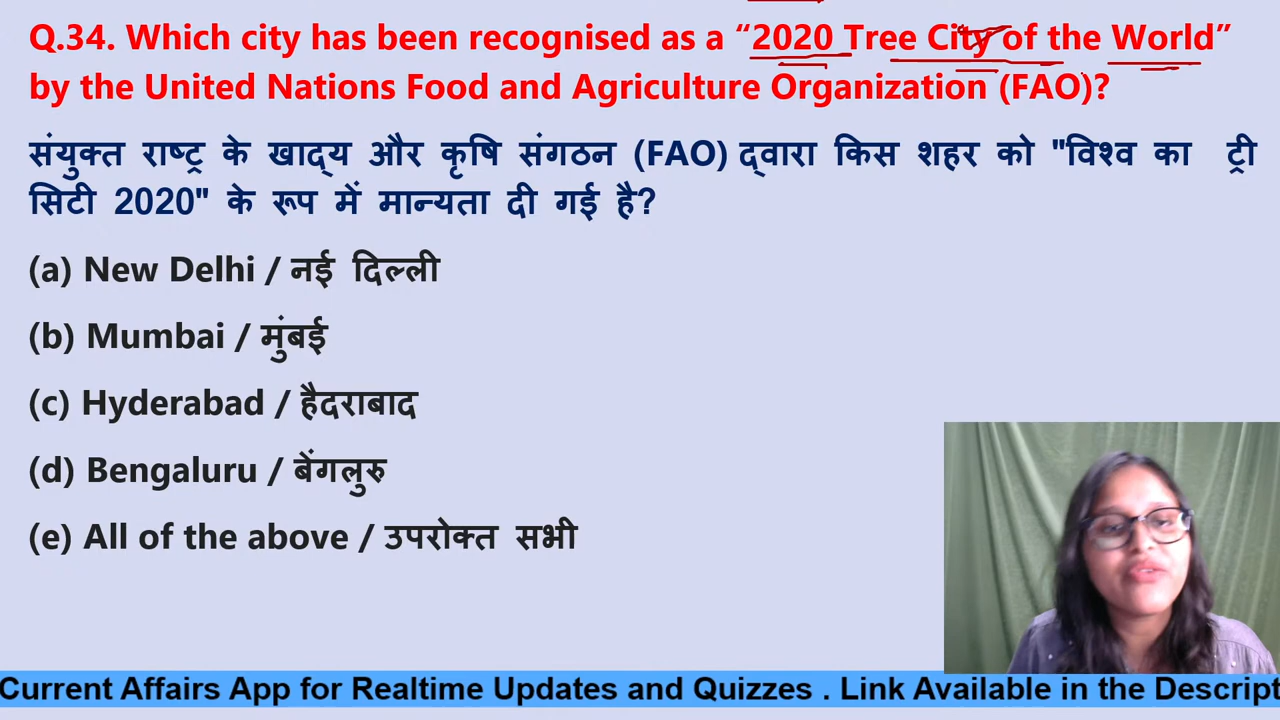 Q.34. Which city has been recognised as a “2020 Tree City of the World”
by the United Nations Food and Agriculture Organization (FAO)?
संयुक्त राष्ट्र के खाद्य और कृषि संगठन (FAO) द्वारा किस शहर को "विश्व का ट्री
सिटी 2020" के रूप में मान्यता दी गई है?
(a) New Delhi / नई दिल्ली
(b) Mumbai / मुंबई
(c) Hyderabad / हैदराबाद
(d) Bengaluru / बेंगलुरु
(e) All of the above / उपरोक्त सभी
Current Affairs App for Realtime Updates and Quizzes . Link Available in the Descript